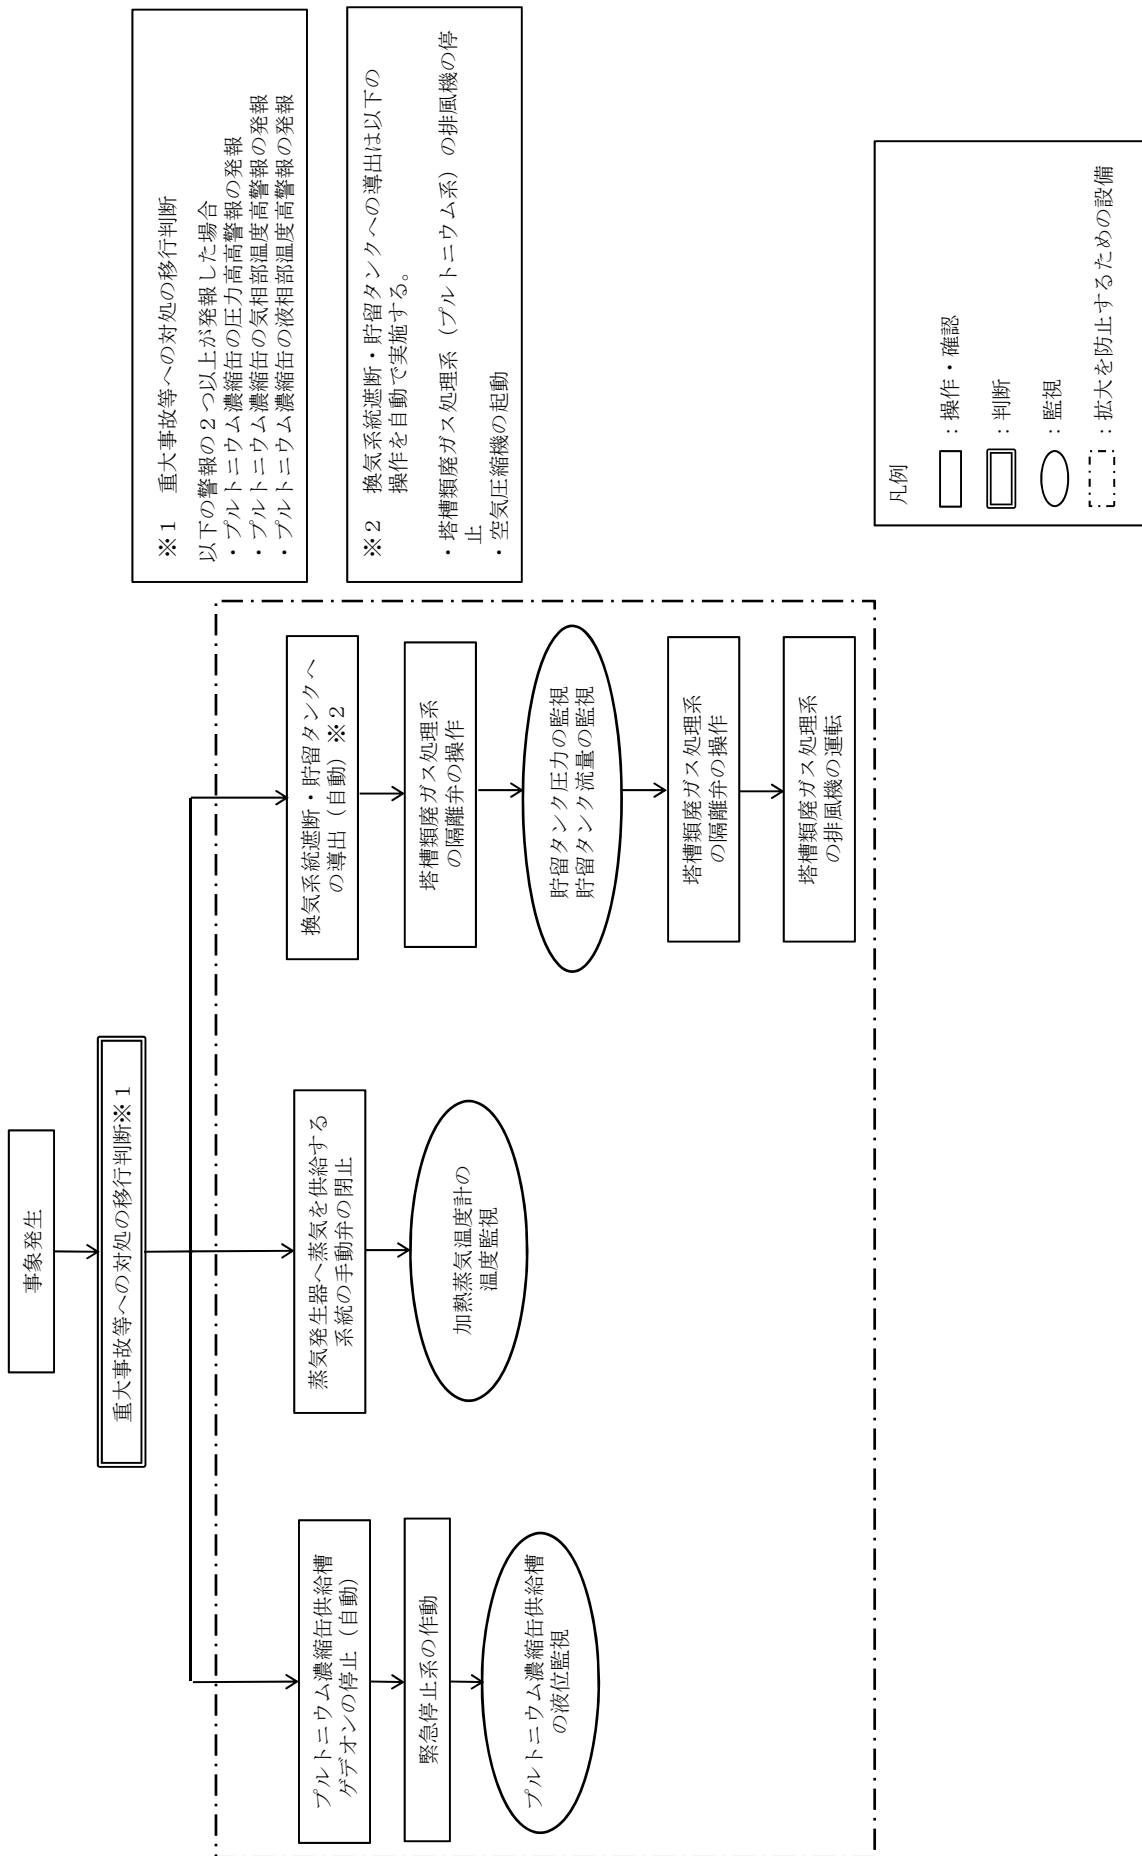 事象発生
重大事故等への対処の移行判断※１
プルトニウム濃縮缶供給槽
ゲデオンの停止（自動）
緊急停止系の作動
プルトニウム濃縮缶供給槽
の液位監視
蒸気発生器へ蒸気を供給する
系統の手動弁の閉止
加熱蒸気温度計の
温度監視
換気系統遮断・貯留タンクへ
の導出（自動）※２
塔槽類廃ガス処理系
の隔離弁の操作
貯留タンク圧力の監視
貯留タンク流量の監視
塔槽類廃ガス処理系
の隔離弁の操作
塔槽類廃ガス処理系
の排風機の運転
※１　重大事故等への対処の移行判断
以下の警報の２つ以上が発報した場合
・プルトニウム濃縮缶の圧力高高警報の発報
・プルトニウム濃縮缶の気相部温度高警報の発報
・プルトニウム濃縮缶の液相部温度高警報の発報
※２　換気系統遮断・貯留タンクへの導出は以下の
操作を自動で実施する。
・塔槽類廃ガス処理系（プルトニウム系）の排風機の停
止
・空気圧縮機の起動
凡例
：操作・確認
：判断
：監視
：拡大を防止するための設備